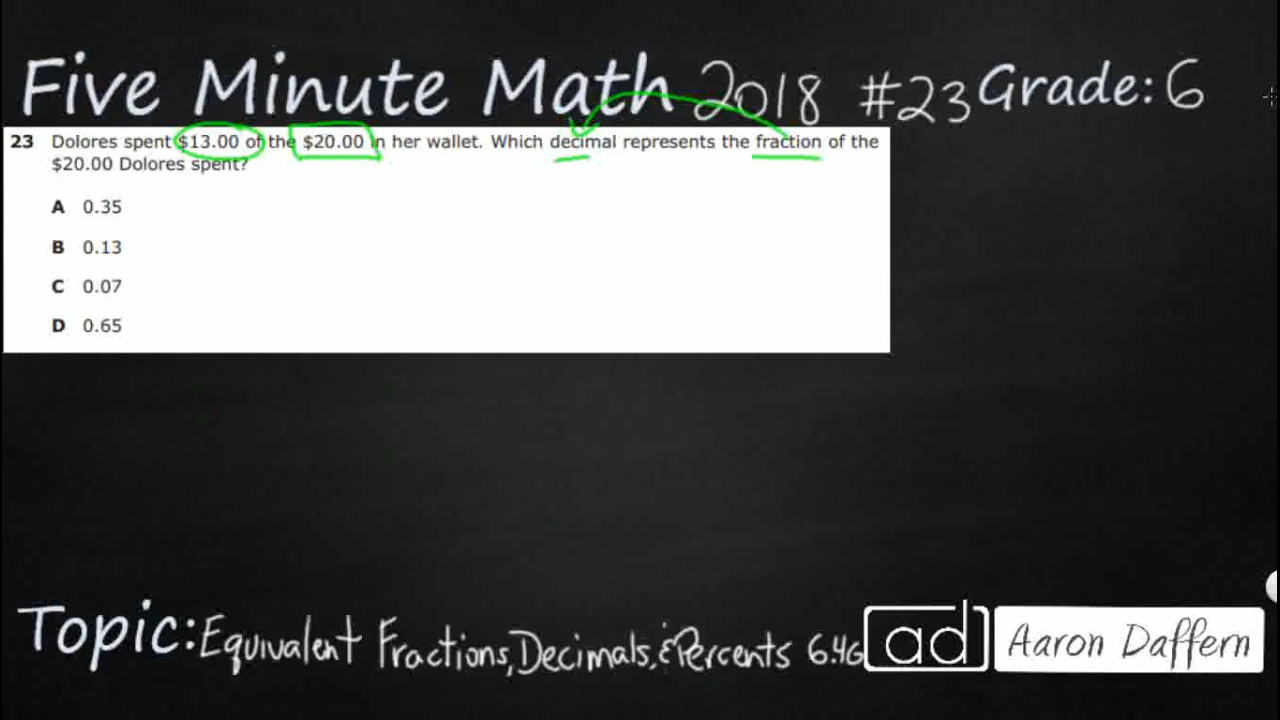 Five Minute Math 2018 #23 Grade: 6
23 Dolores spent $13.00 of the $20.00 in her wallet. Which decimal represents the fraction of the
$20.00 Dolores spent?
A 0.35
B 0.13
C 0.07
D 0.65
Topic: Equivalent Fractions, Decimals, & Percents 6.4G ad Aaron Daffern